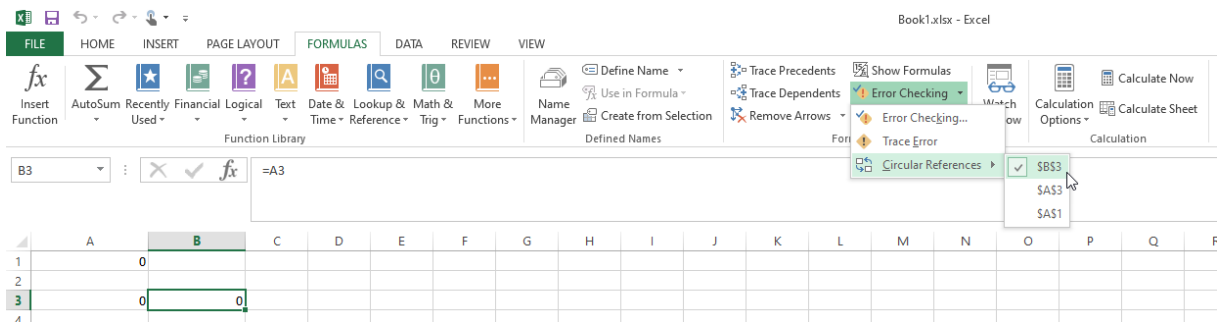 Book1.xlsx - Excel
FILE HOME INSERT PAGE LAYOUT FORMULAS DATA REVIEW VIEW
fx Σ ? A θ ...
Insert Function
AutoSum
Recently Used
Financial
Logical
Text
Date & Time
Lookup & Reference
Math & Trig
More Functions
Function Library
Name Manager
Define Name
Use in Formula
Create from Selection
Defined Names
Trace Precedents
Trace Dependents
Remove Arrows
Show Formulas
Error Checking
Error Checking...
Trace Error
Circular References
$B$3
$A$3
$A$1
Calculation Options
Calculate Now
Calculate Sheet
Calculation
B3 fx =A3
A B C D E F G H I J K L M N O P Q
1 0
2
3 0 0